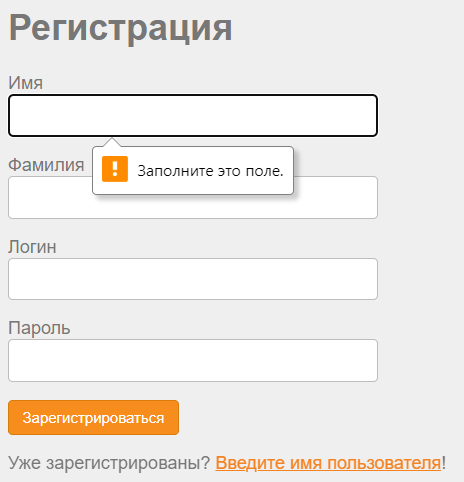 Регистрация
Имя
Заполните это поле.
Фамилия
Логин
Пароль
Зарегистрироваться
Уже зарегистрированы? Введите имя пользователя!